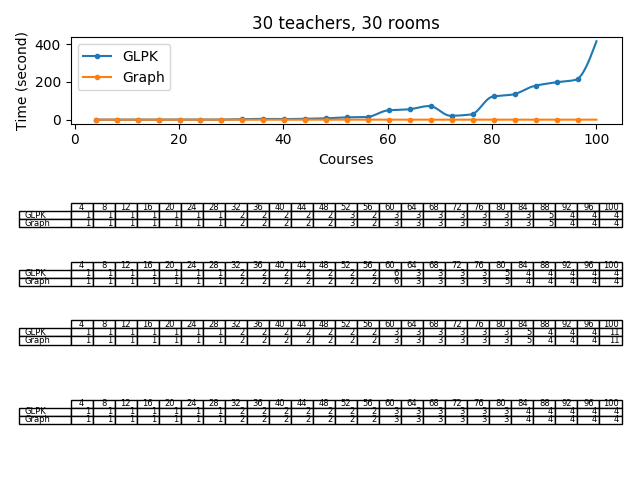 30 teachers, 30 rooms
Time (second)
400
200
0
GLPK
Graph
0 20 40 60 80 100
Courses
4 8 12 16 20 24 28 32 36 40 44 48 52 56 60 64 68 72 76 80 84 88 92 96 100
GLPK 1 1 1 1 1 1 1 2 2 2 2 2 3 2 3 3 3 3 3 3 3 5 4 4 4
Graph 1 1 1 1 1 1 1 2 2 2 2 2 3 2 3 3 3 3 3 3 3 5 4 4 4
4 8 12 16 20 24 28 32 36 40 44 48 52 56 60 64 68 72 76 80 84 88 92 96 100
GLPK 1 1 1 1 1 1 1 2 2 2 2 2 2 2 6 3 3 3 3 5 4 4 4 4 4
Graph 1 1 1 1 1 1 1 2 2 2 2 2 2 2 6 3 3 3 3 5 4 4 4 4 4
4 8 12 16 20 24 28 32 36 40 44 48 52 56 60 64 68 72 76 80 84 88 92 96 100
GLPK 1 1 1 1 1 1 1 2 2 2 2 2 2 2 3 3 3 3 3 3 5 4 4 4 11
Graph 1 1 1 1 1 1 1 2 2 2 2 2 2 2 3 3 3 3 3 3 5 4 4 4 11
4 8 12 16 20 24 28 32 36 40 44 48 52 56 60 64 68 72 76 80 84 88 92 96 100
GLPK 1 1 1 1 1 1 1 2 2 2 2 2 2 2 3 3 3 3 3 3 4 4 4 4 4
Graph 1 1 1 1 1 1 1 2 2 2 2 2 2 2 3 3 3 3 3 3 4 4 4 4 4